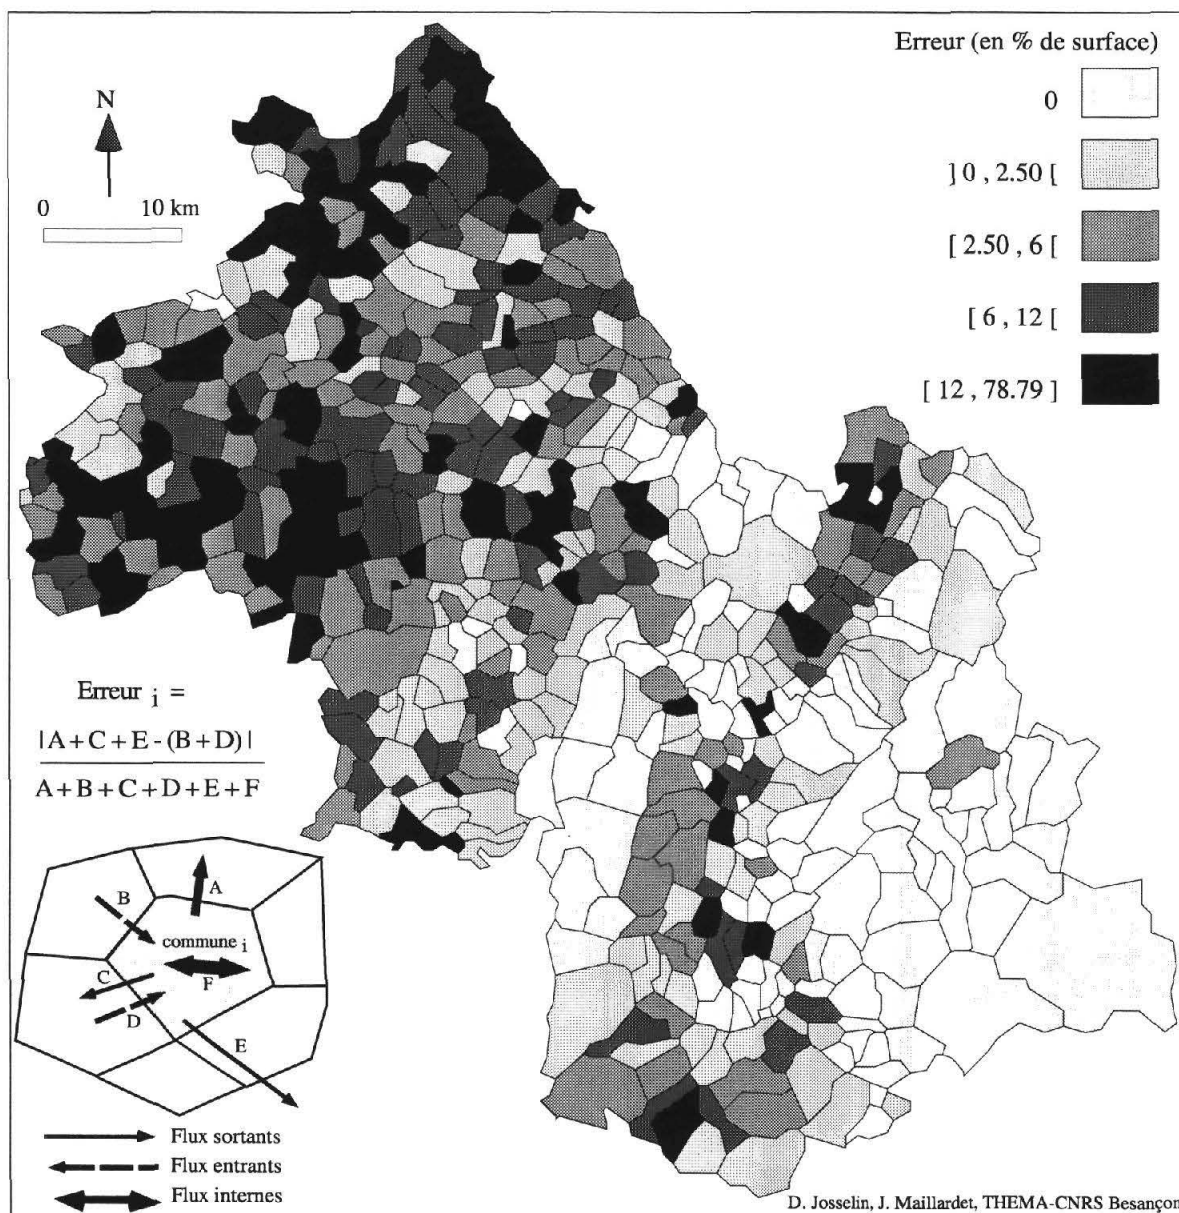 Erreur (en % de surface)
0
] 0 , 2.50 [
[ 2.50 , 6 [
[ 6 , 12 [
[ 12 , 78.79 ]
N
0 10 km
Erreur i =
|A+C+E-(B+D)|
A+B+C+D+E+F
A
B
commune i
C
F
D
E
Flux sortants
Flux entrants
Flux internes
D. Josselin, J. Maillardet, THEMA-CNRS Besançon